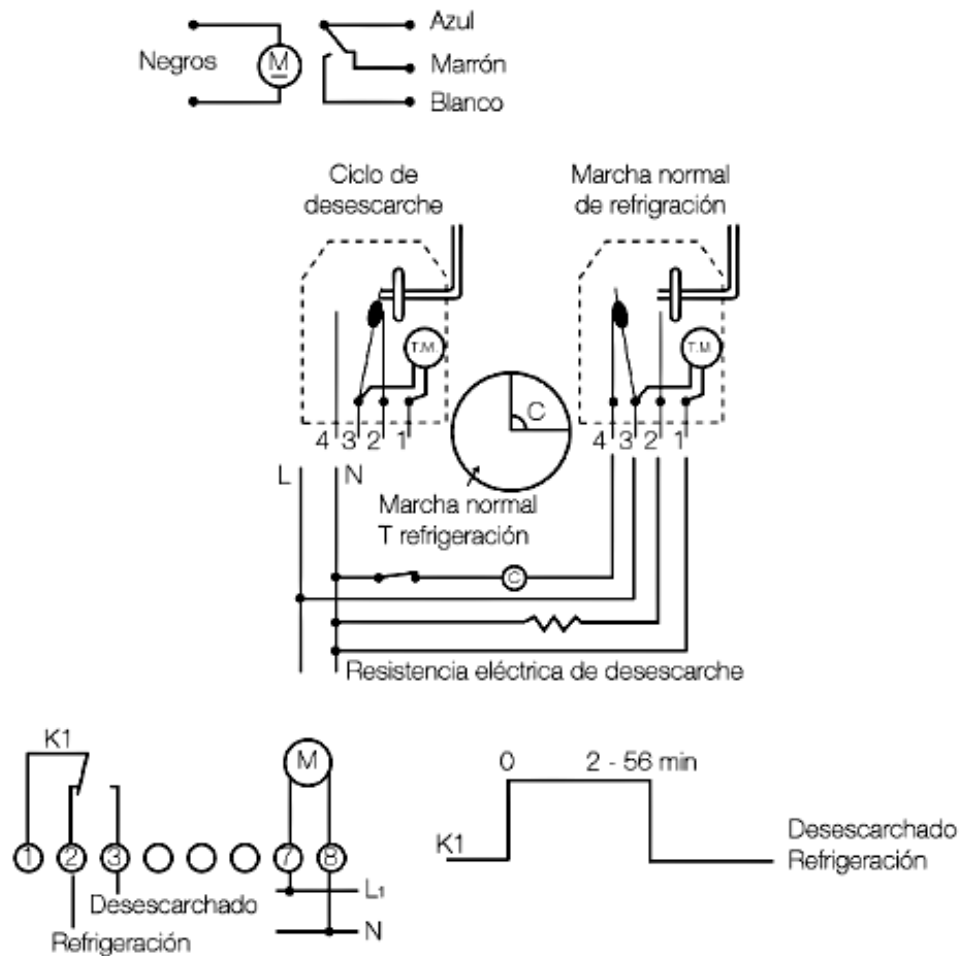 Azul
Negros
M
Marrón
Blanco
Ciclo de
desescarche
Marcha normal
de refrigración
T.M.
T.M.
C
4 3 2 1
4 3 2 1
L
N
Marcha normal
T refrigeración
C
Resistencia eléctrica de desescarche
K1
M
0
2 - 56 min
K1
Desescarchado
Refrigeración
1 2 3 7 8
L1
Desescarchado
N
Refrigeración